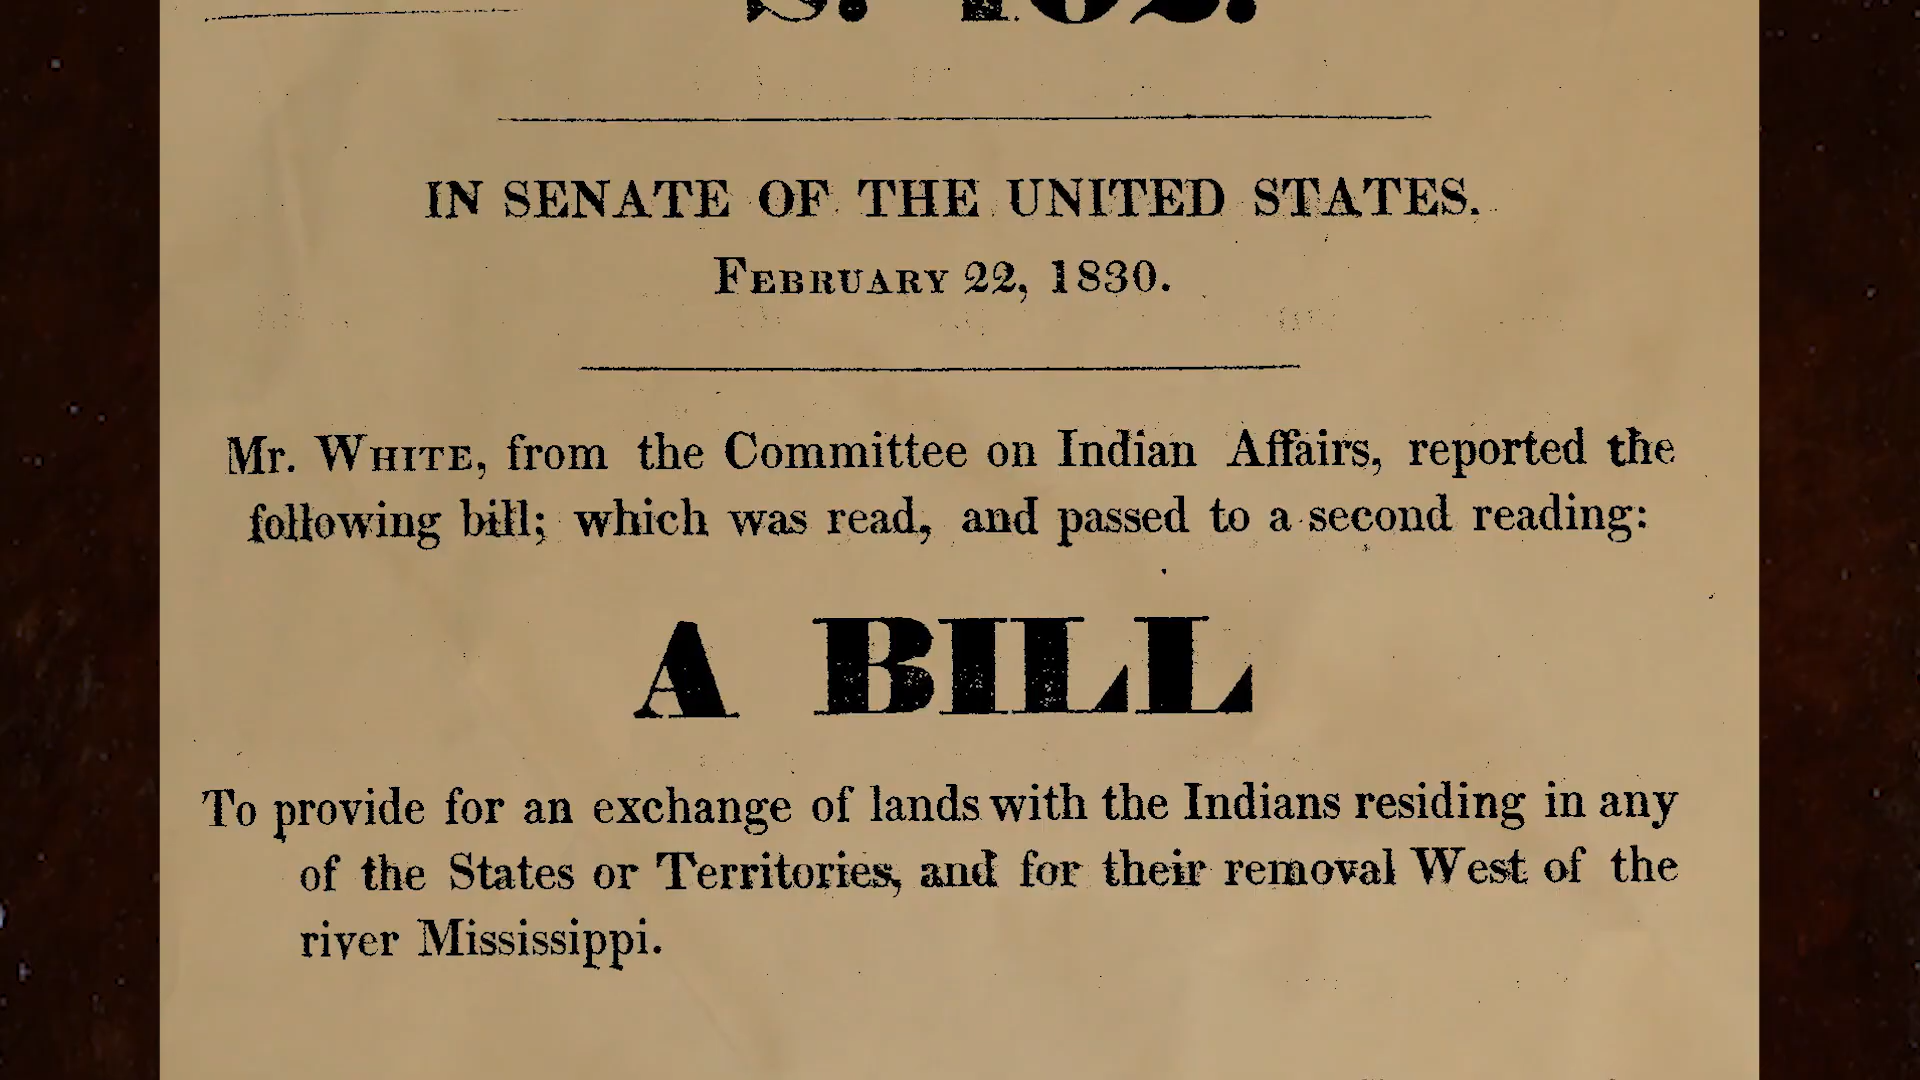 S. 102.
IN SENATE OF THE UNITED STATES.
FEBRUARY 22, 1830.
Mr. WHITE, from the Committee on Indian Affairs, reported the
following bill; which was read, and passed to a second reading:
A BILL
To provide for an exchange of lands with the Indians residing in any
of the States or Territories, and for their removal West of the
river Mississippi.